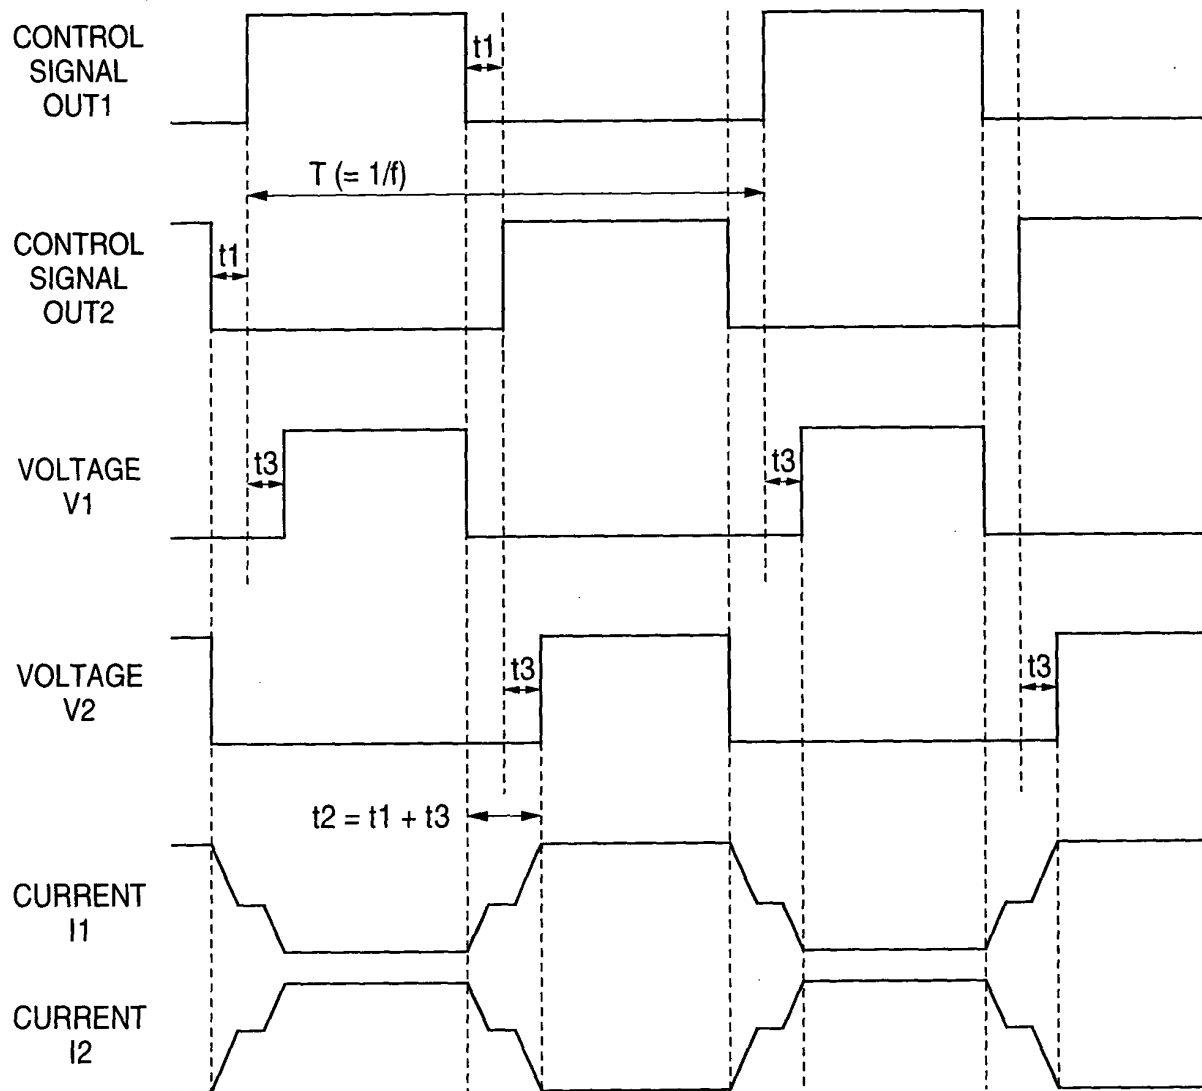 CONTROL
SIGNAL
OUT1
t1
T (= 1/f)
CONTROL
SIGNAL
OUT2
t1
VOLTAGE
V1
t3
t3
VOLTAGE
V2
t3
t3
t2 = t1 + t3
CURRENT
I1
CURRENT
I2